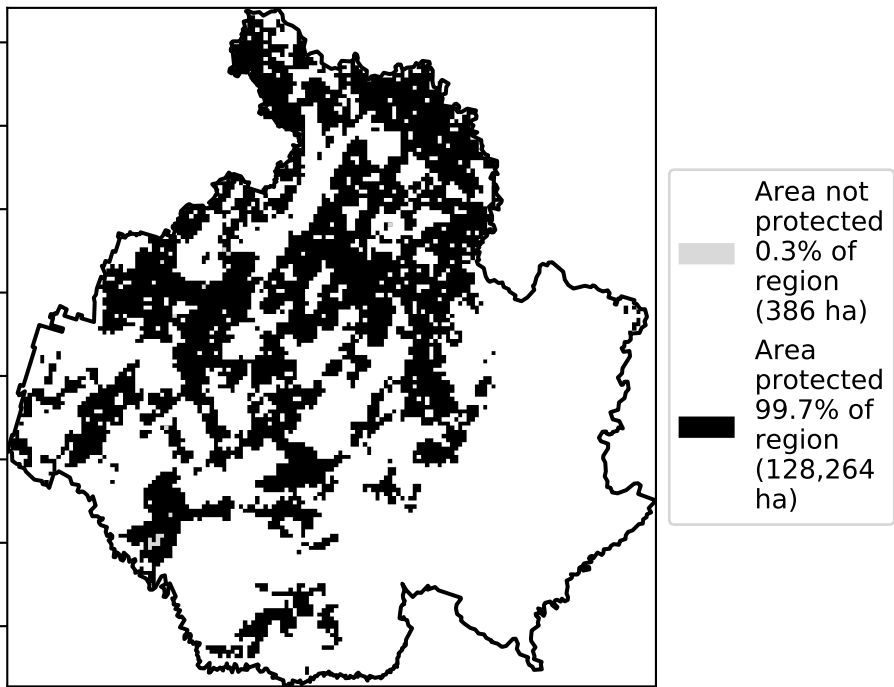 Area not
protected
0.3% of
region
(386 ha)
Area
protected
99.7% of
region
(128,264
ha)